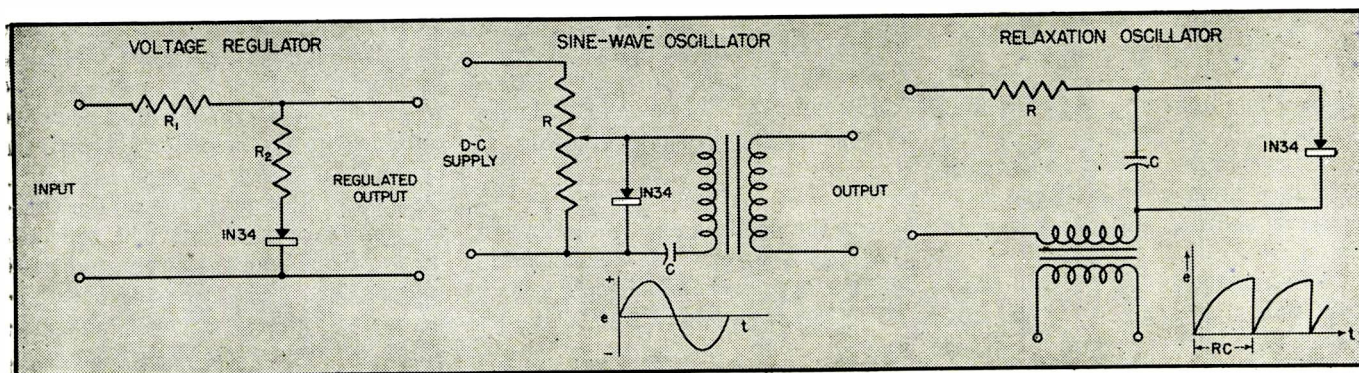 VOLTAGE REGULATOR
R1
R2
INPUT
REGULATED
OUTPUT
IN34
SINE-WAVE OSCILLATOR
R
D-C
SUPPLY
IN34
C
OUTPUT
+
e
t
−
RELAXATION OSCILLATOR
R
C
IN34
e
RC
t